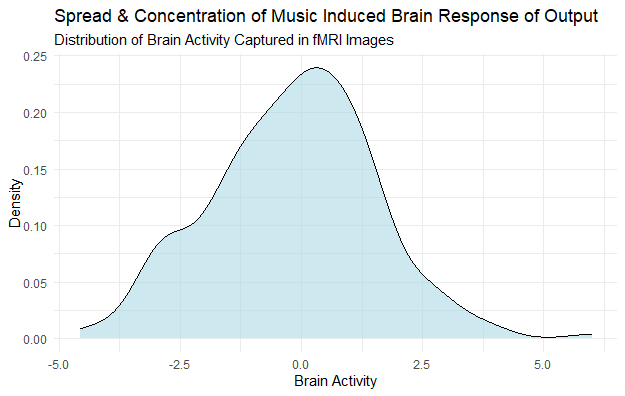 Spread & Concentration of Music Induced Brain Response of Output
Distribution of Brain Activity Captured in fMRI Images
0.25
0.20
0.15
0.10
0.05
0.00
Density
-5.0 -2.5 0.0 2.5 5.0
Brain Activity